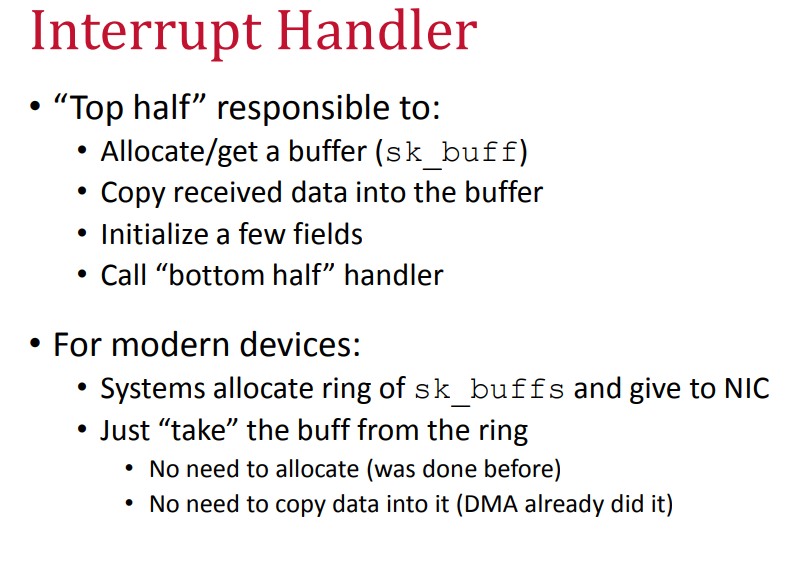 Interrupt Handler
• “Top half” responsible to:
• Allocate/get a buffer (sk_buff)
• Copy received data into the buffer
• Initialize a few fields
• Call “bottom half” handler
• For modern devices:
• Systems allocate ring of sk_buffs and give to NIC
• Just “take” the buff from the ring
• No need to allocate (was done before)
• No need to copy data into it (DMA already did it)